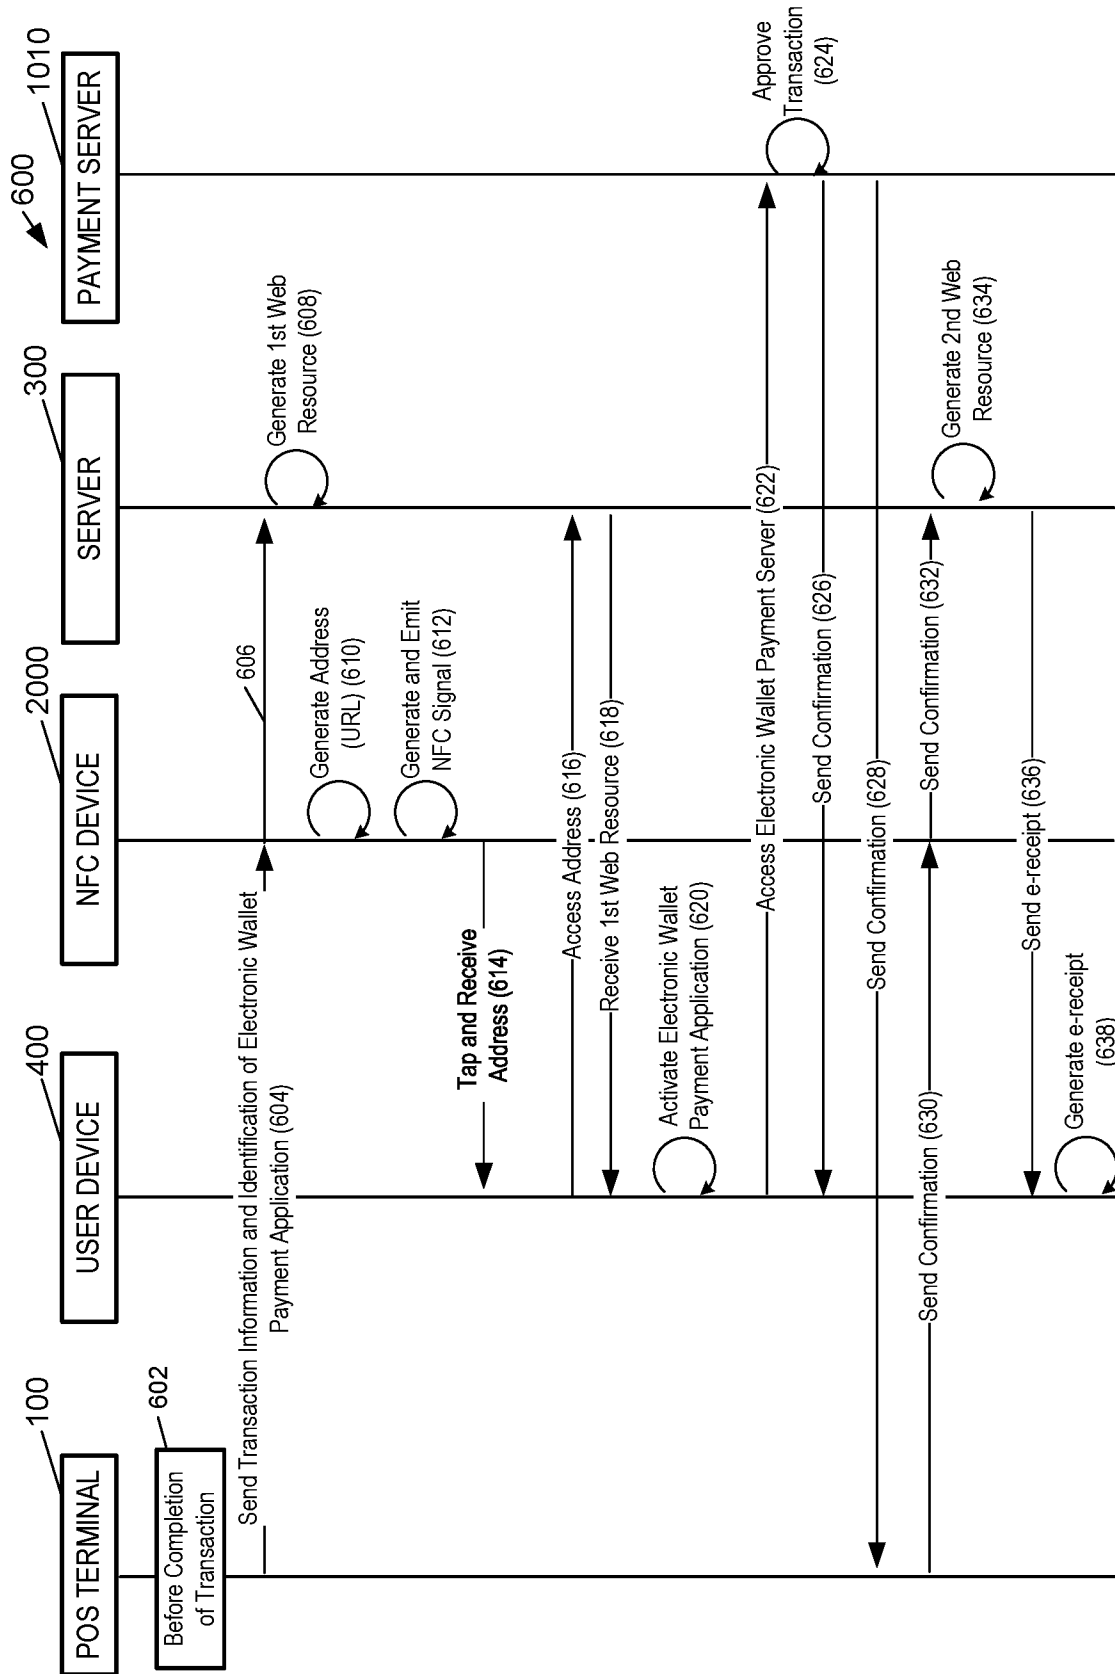 600
100
400
2000
300
1010
POS TERMINAL
USER DEVICE
NFC DEVICE
SERVER
PAYMENT SERVER
602
Before Completion
of Transaction
Send Transaction Information and Identification of Electronic Wallet
Payment Application (604)
606
Generate 1st Web
Resource (608)
Generate Address
(URL) (610)
Generate and Emit
NFC Signal (612)
Tap and Receive
Address (614)
Access Address (616)
Receive 1st Web Resource (618)
Activate Electronic Wallet
Payment Application (620)
Access Electronic Wallet Payment Server (622)
Approve
Transaction
(624)
Send Confirmation (626)
Send Confirmation (628)
Send Confirmation (630)
Send Confirmation (632)
Generate 2nd Web
Resource (634)
Send e-receipt (636)
Generate e-receipt
(638)